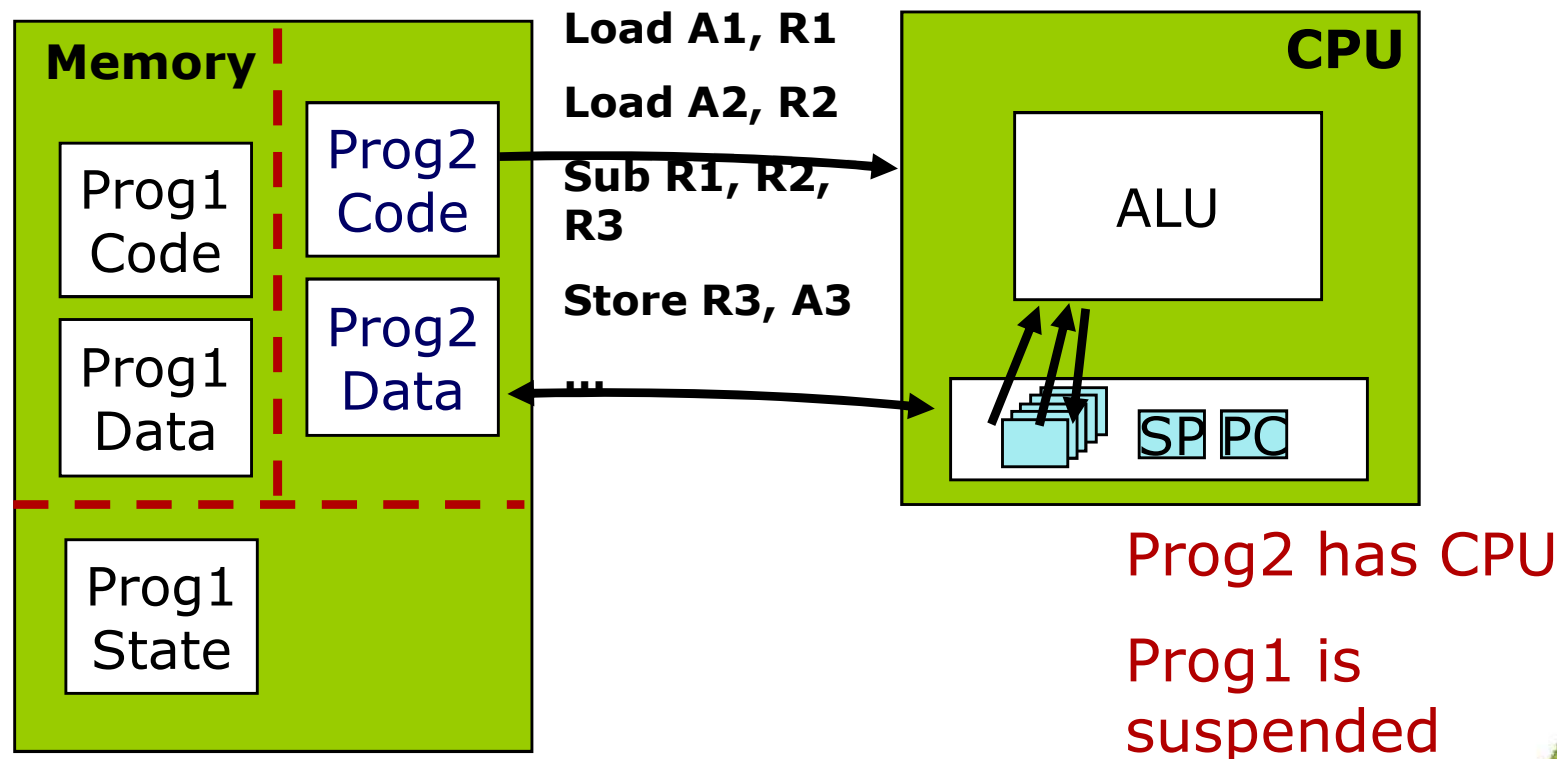 Memory
Prog1
Code
Prog1
Data
Prog2
Code
Prog2
Data
Prog1
State
Load A1, R1
Load A2, R2
Sub R1, R2,
R3
Store R3, A3
...
CPU
ALU
SP PC
Prog2 has CPU
Prog1 is
suspended